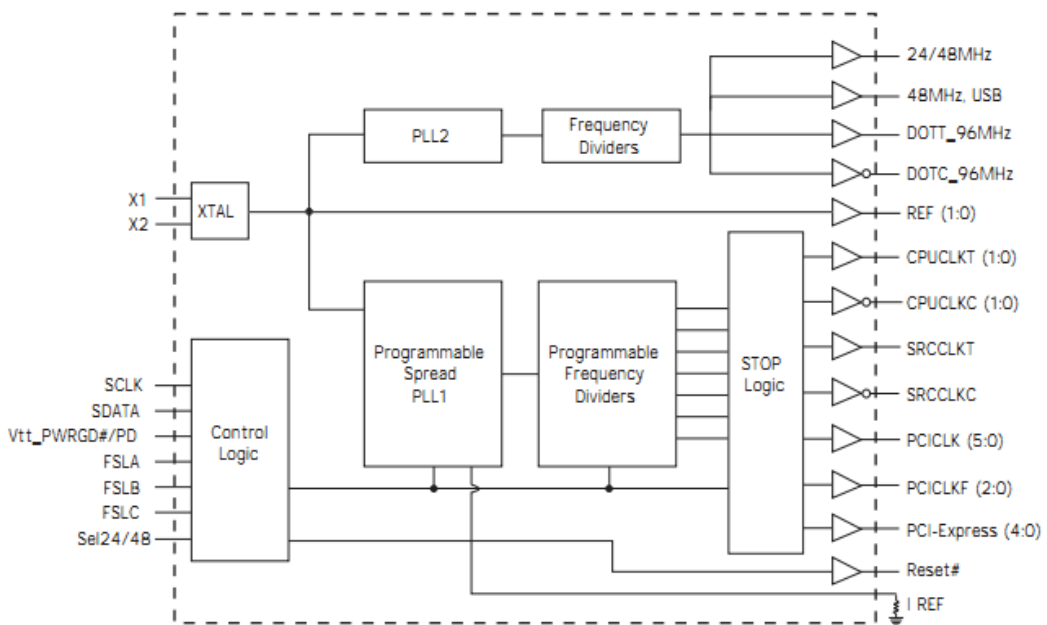 24/48MHz
48MHz, USB
PLL2
Frequency
Dividers
DOTT_96MHz
DOTC_96MHz
X1
X2
XTAL
REF (1:0)
CPUCLKT (1:0)
CPUCLKC (1:0)
Programmable
Spread
PLL1
Programmable
Frequency
Dividers
STOP
Logic
SRCCLKT
SRCCLKC
SCLK
SDATA
Vtt_PWRGD#/PD
FSLA
FSLB
FSLC
Sel24/48
Control
Logic
PCICLK (5:0)
PCICLKF (2:0)
PCI-Express (4:0)
Reset#
I REF